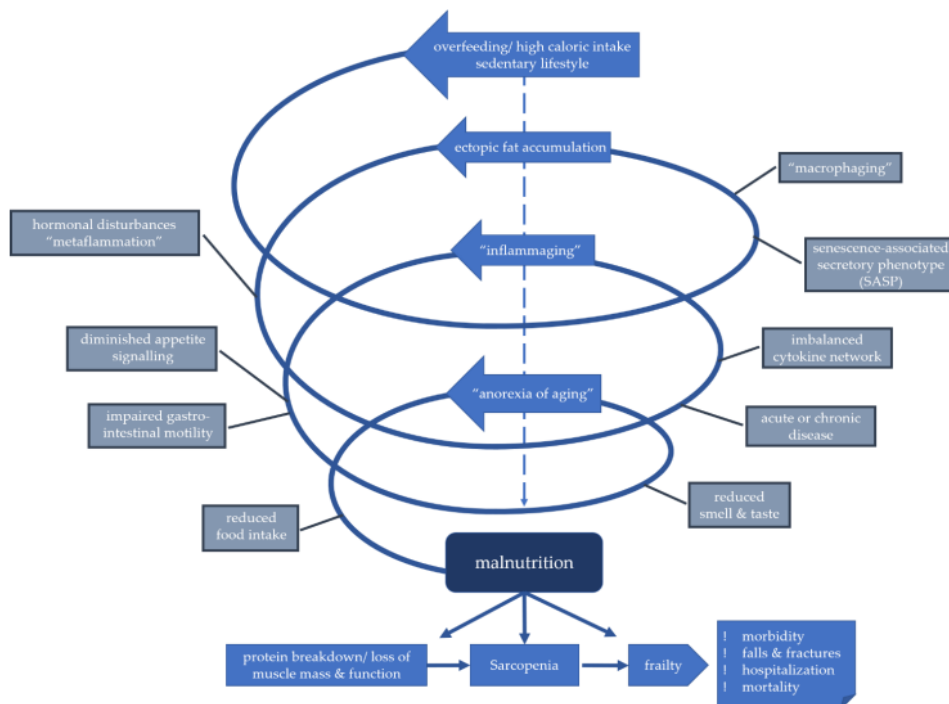 overfeeding/ high caloric intake
sedentary lifestyle
ectopic fat accumulation
“macrophaging”
hormonal disturbances
“metaflammation”
“inflammaging”
senescence-associated
secretory phenotype
(SASP)
diminished appetite
signalling
imbalanced
cytokine network
“anorexia of aging”
impaired gastro-
intestinal motility
acute or chronic
disease
reduced
smell & taste
reduced
food intake
malnutrition
protein breakdown/ loss of
muscle mass & function
Sarcopenia
frailty
! morbidity
! falls & fractures
! hospitalization
! mortality